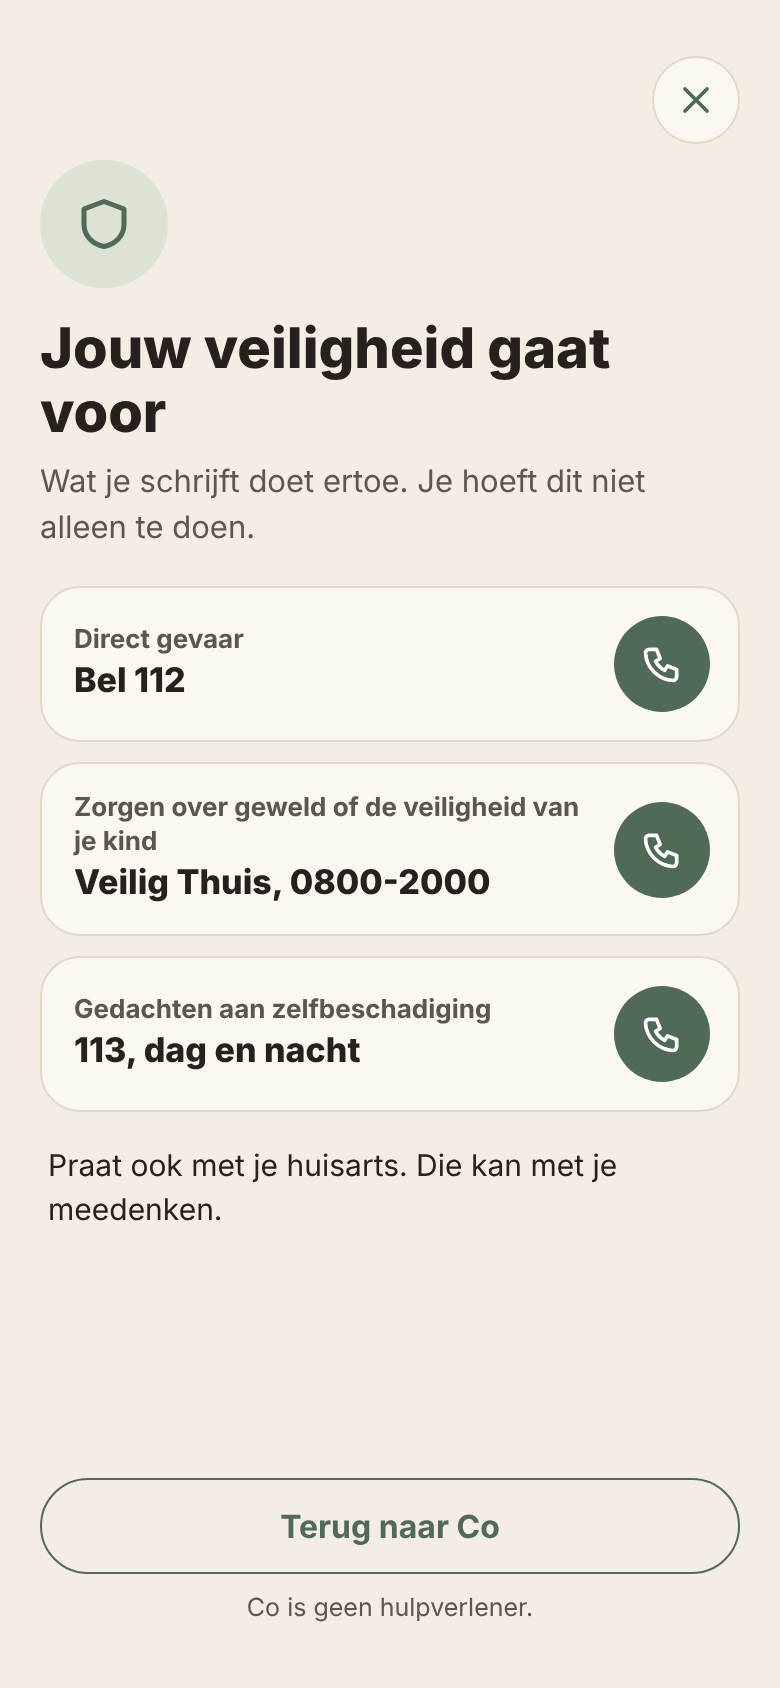 Jouw veiligheid gaat
voor
Wat je schrijft doet ertoe. Je hoeft dit niet
alleen te doen.
Direct gevaar
Bel 112
Zorgen over geweld of de veiligheid van
je kind
Veilig Thuis, 0800-2000
Gedachten aan zelfbeschadiging
113, dag en nacht
Praat ook met je huisarts. Die kan met je
meedenken.
Terug naar Co
Co is geen hulpverlener.